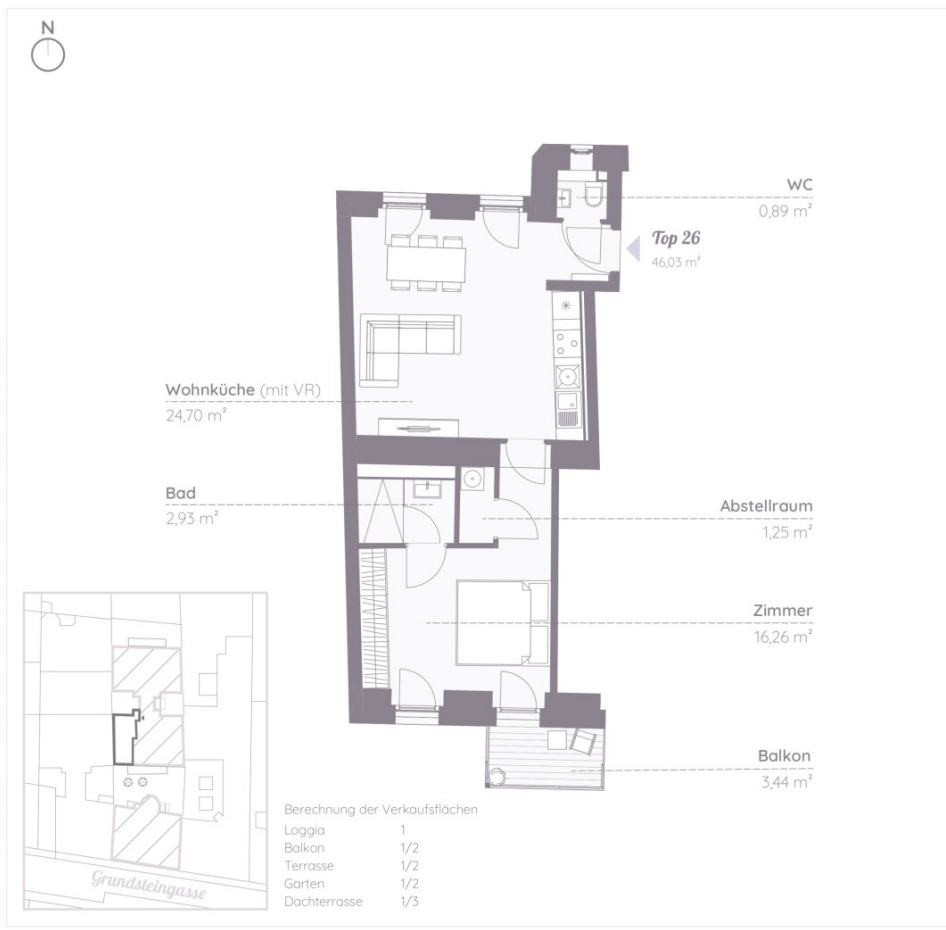 N
WC
0,89 m²
Top 26
46,03 m²
Wohnküche (mit VR)
24,70 m²
Bad
2,93 m²
Abstellraum
1,25 m²
Zimmer
16,26 m²
Balkon
3,44 m²
Grundsteingasse
Berechnung der Verkaufsflächen
Loggia 1
Balkon 1/2
Terrasse 1/2
Garten 1/2
Dachterrasse 1/3